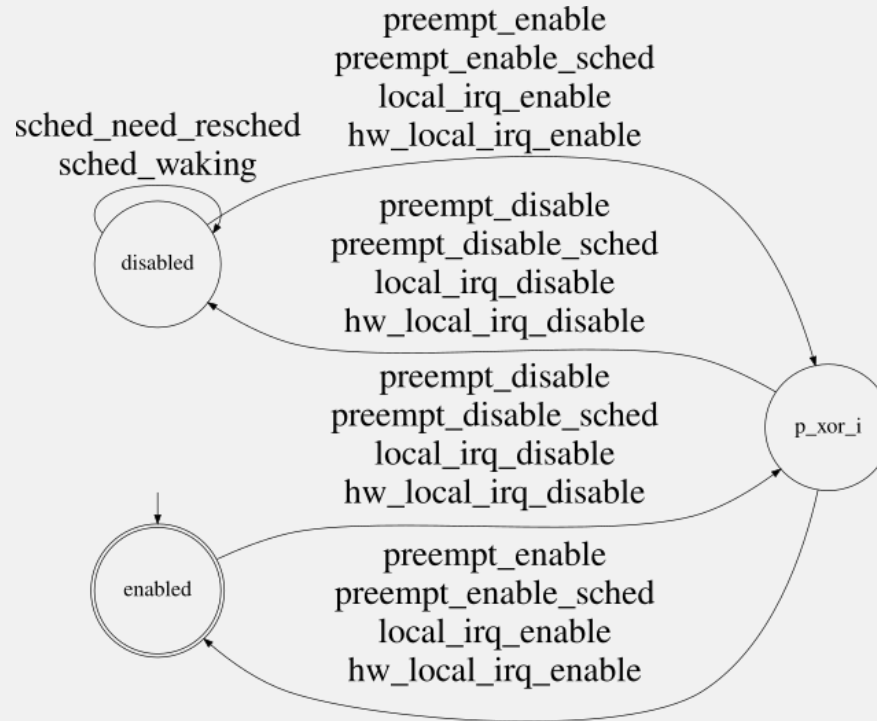 preempt_enable
preempt_enable_sched
local_irq_enable
hw_local_irq_enable
sched_need_resched
sched_waking
disabled
preempt_disable
preempt_disable_sched
local_irq_disable
hw_local_irq_disable
preempt_disable
preempt_disable_sched
local_irq_disable
hw_local_irq_disable
p_xor_i
enabled
preempt_enable
preempt_enable_sched
local_irq_enable
hw_local_irq_enable